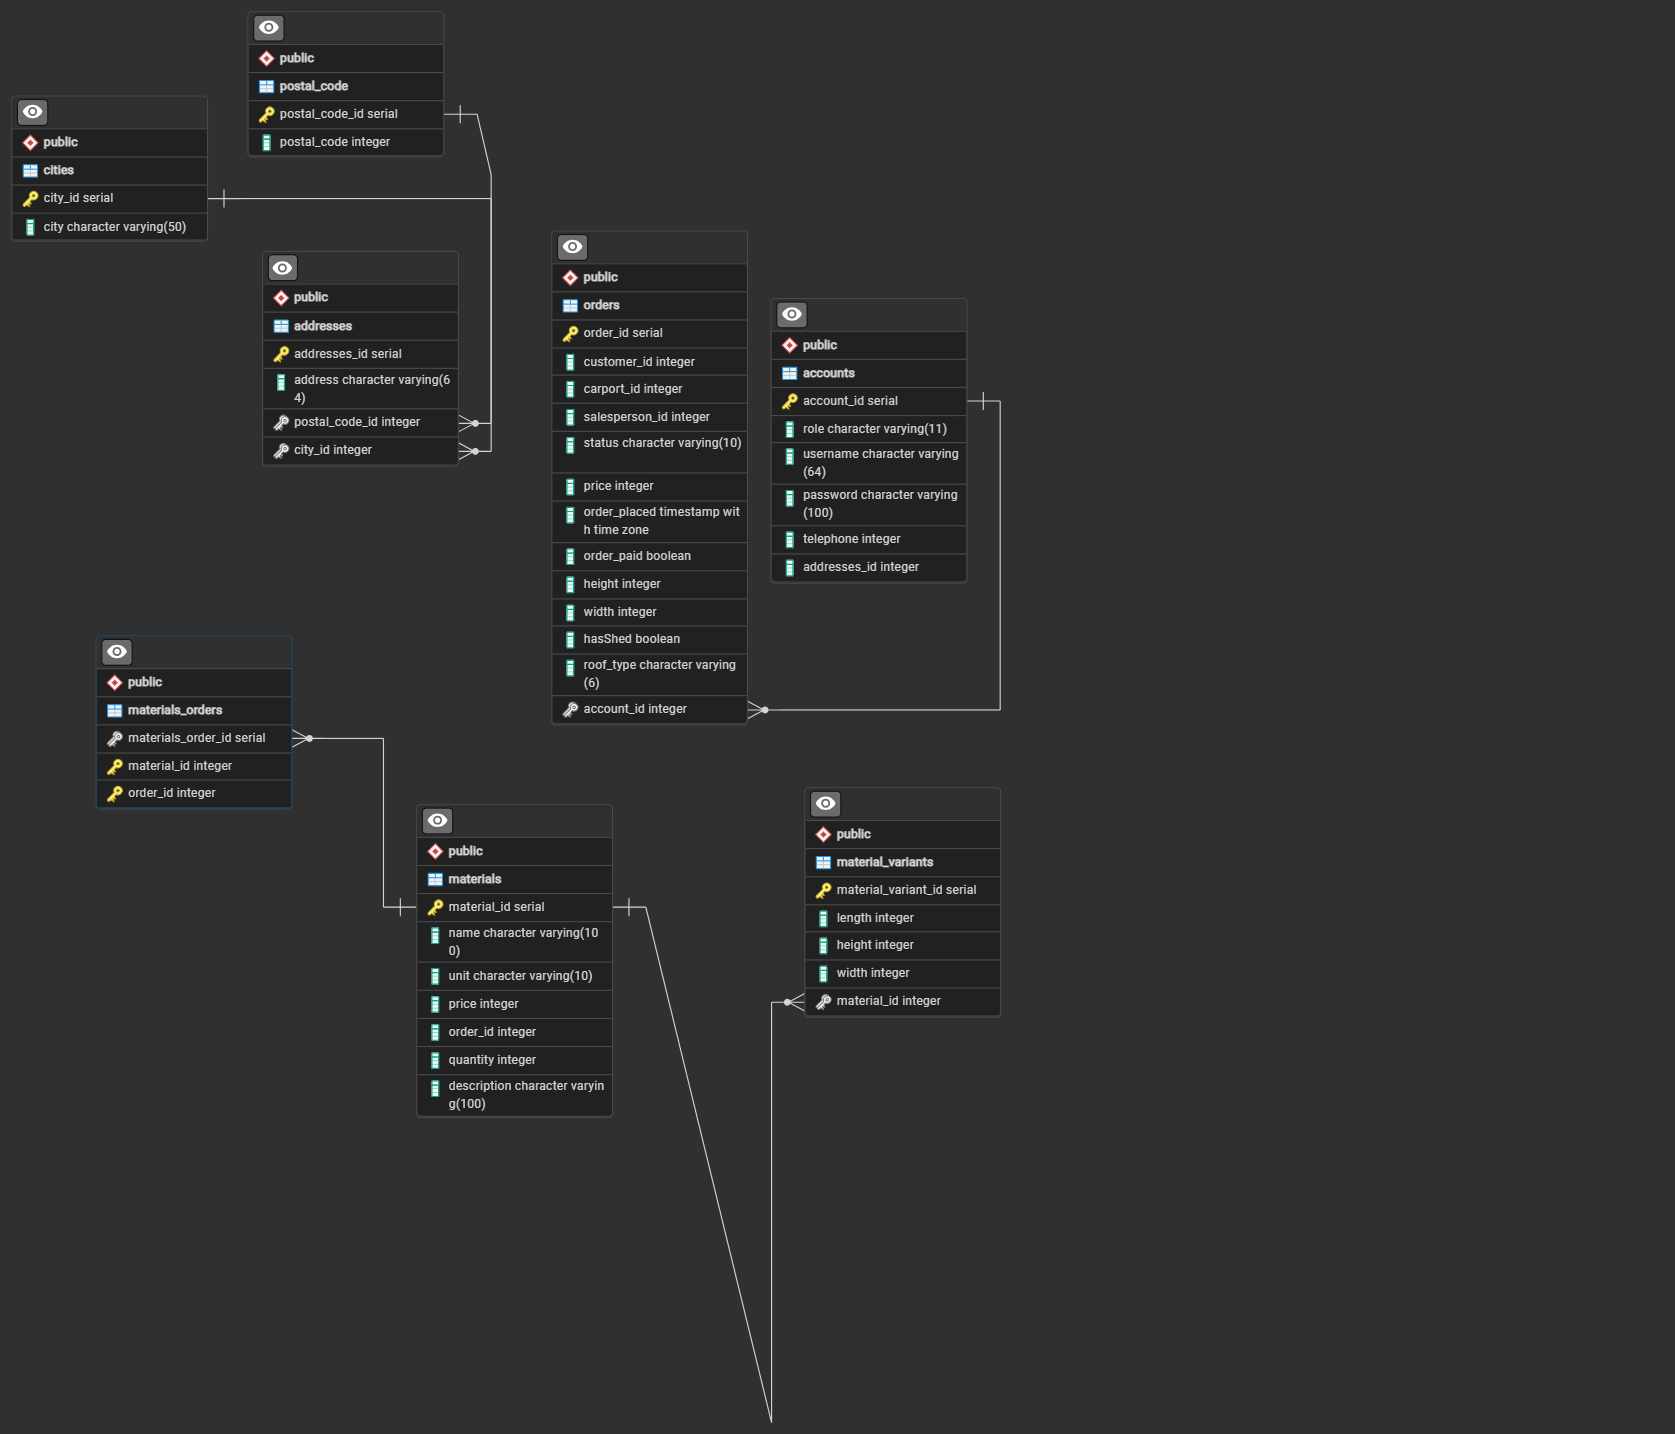 public
postal_code
postal_code_id serial
postal_code integer
public
cities
city_id serial
city character varying(50)
public
addresses
addresses_id serial
address character varying(6
4)
postal_code_id integer
city_id integer
public
orders
order_id serial
customer_id integer
carport_id integer
salesperson_id integer
status character varying(10)
price integer
order_placed timestamp wit
h time zone
order_paid boolean
height integer
width integer
hasShed boolean
roof_type character varying
(6)
account_id integer
public
accounts
account_id serial
role character varying(11)
username character varying
(64)
password character varying
(100)
telephone integer
addresses_id integer
public
materials_orders
materials_order_id serial
material_id integer
order_id integer
public
materials
material_id serial
name character varying(10
0)
unit character varying(10)
price integer
order_id integer
quantity integer
description character varyin
g(100)
public
material_variants
material_variant_id serial
length integer
height integer
width integer
material_id integer